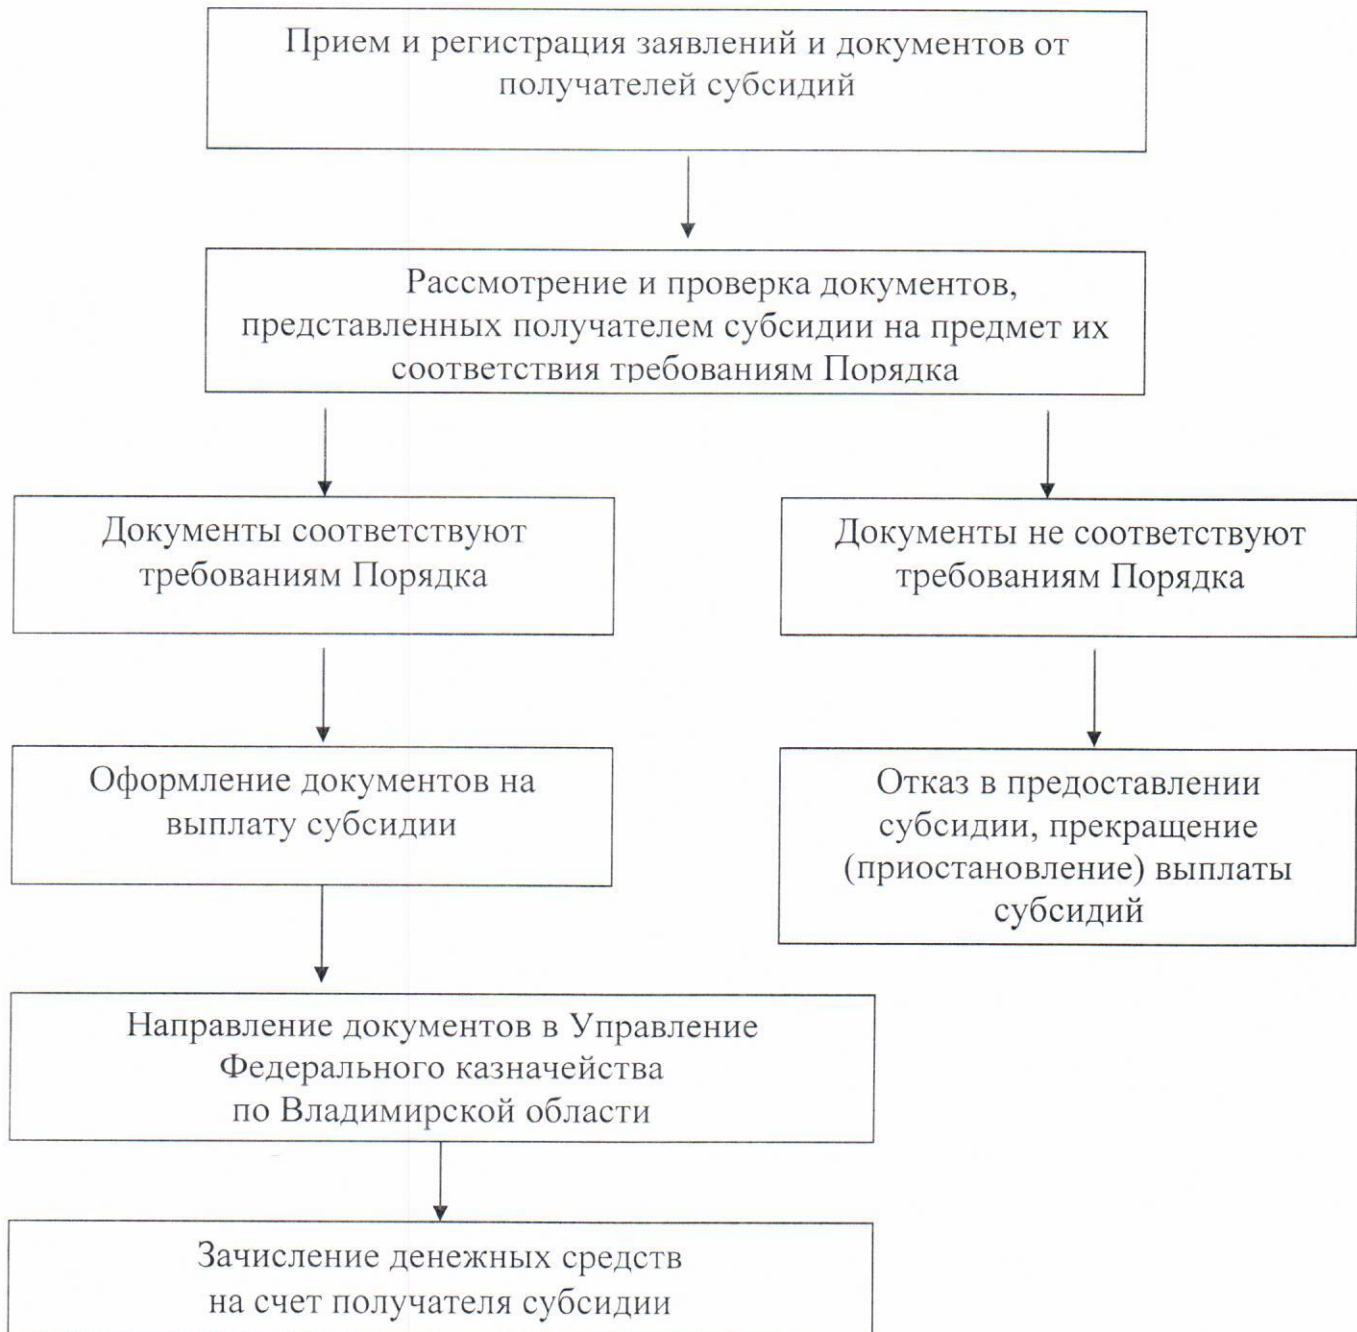 Прием и регистрация заявлений и документов от
получателей субсидий
Рассмотрение и проверка документов,
представленных получателем субсидии на предмет их
соответствия требованиям Порядка
Документы соответствуют
требованиям Порядка
Документы не соответствуют
требованиям Порядка
Оформление документов на
выплату субсидии
Отказ в предоставлении
субсидии, прекращение
(приостановление) выплаты
субсидий
Направление документов в Управление
Федерального казначейства
по Владимирской области
Зачисление денежных средств
на счет получателя субсидии